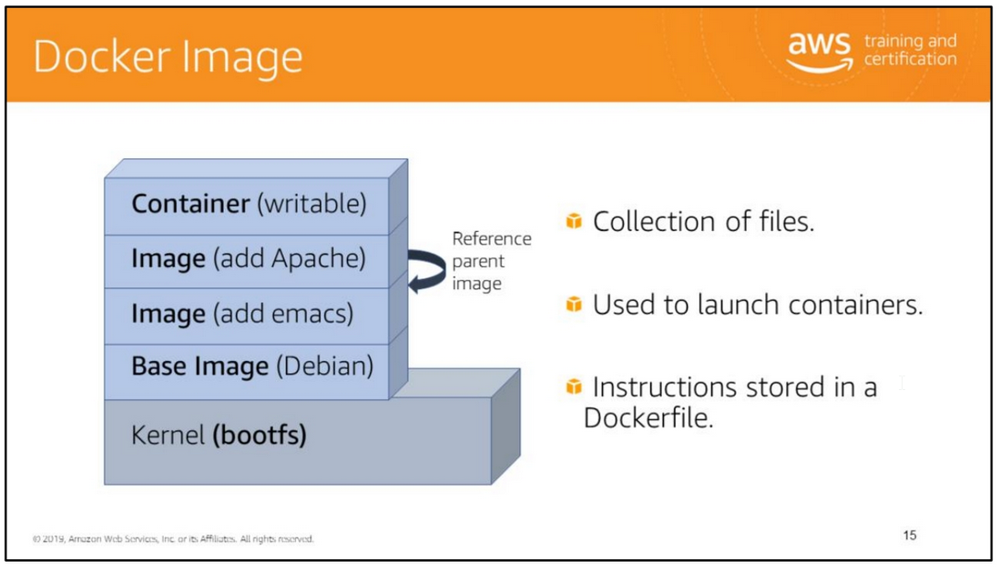 Docker Image
aws training and
certification
Container (writable)
Image (add Apache)
Image (add emacs)
Base Image (Debian)
Kernel (bootfs)
Reference
parent
image
Collection of files.
Used to launch containers.
Instructions stored in a
Dockerfile.
© 2019, Amazon Web Services, Inc. or its Affiliates. All rights reserved.
15